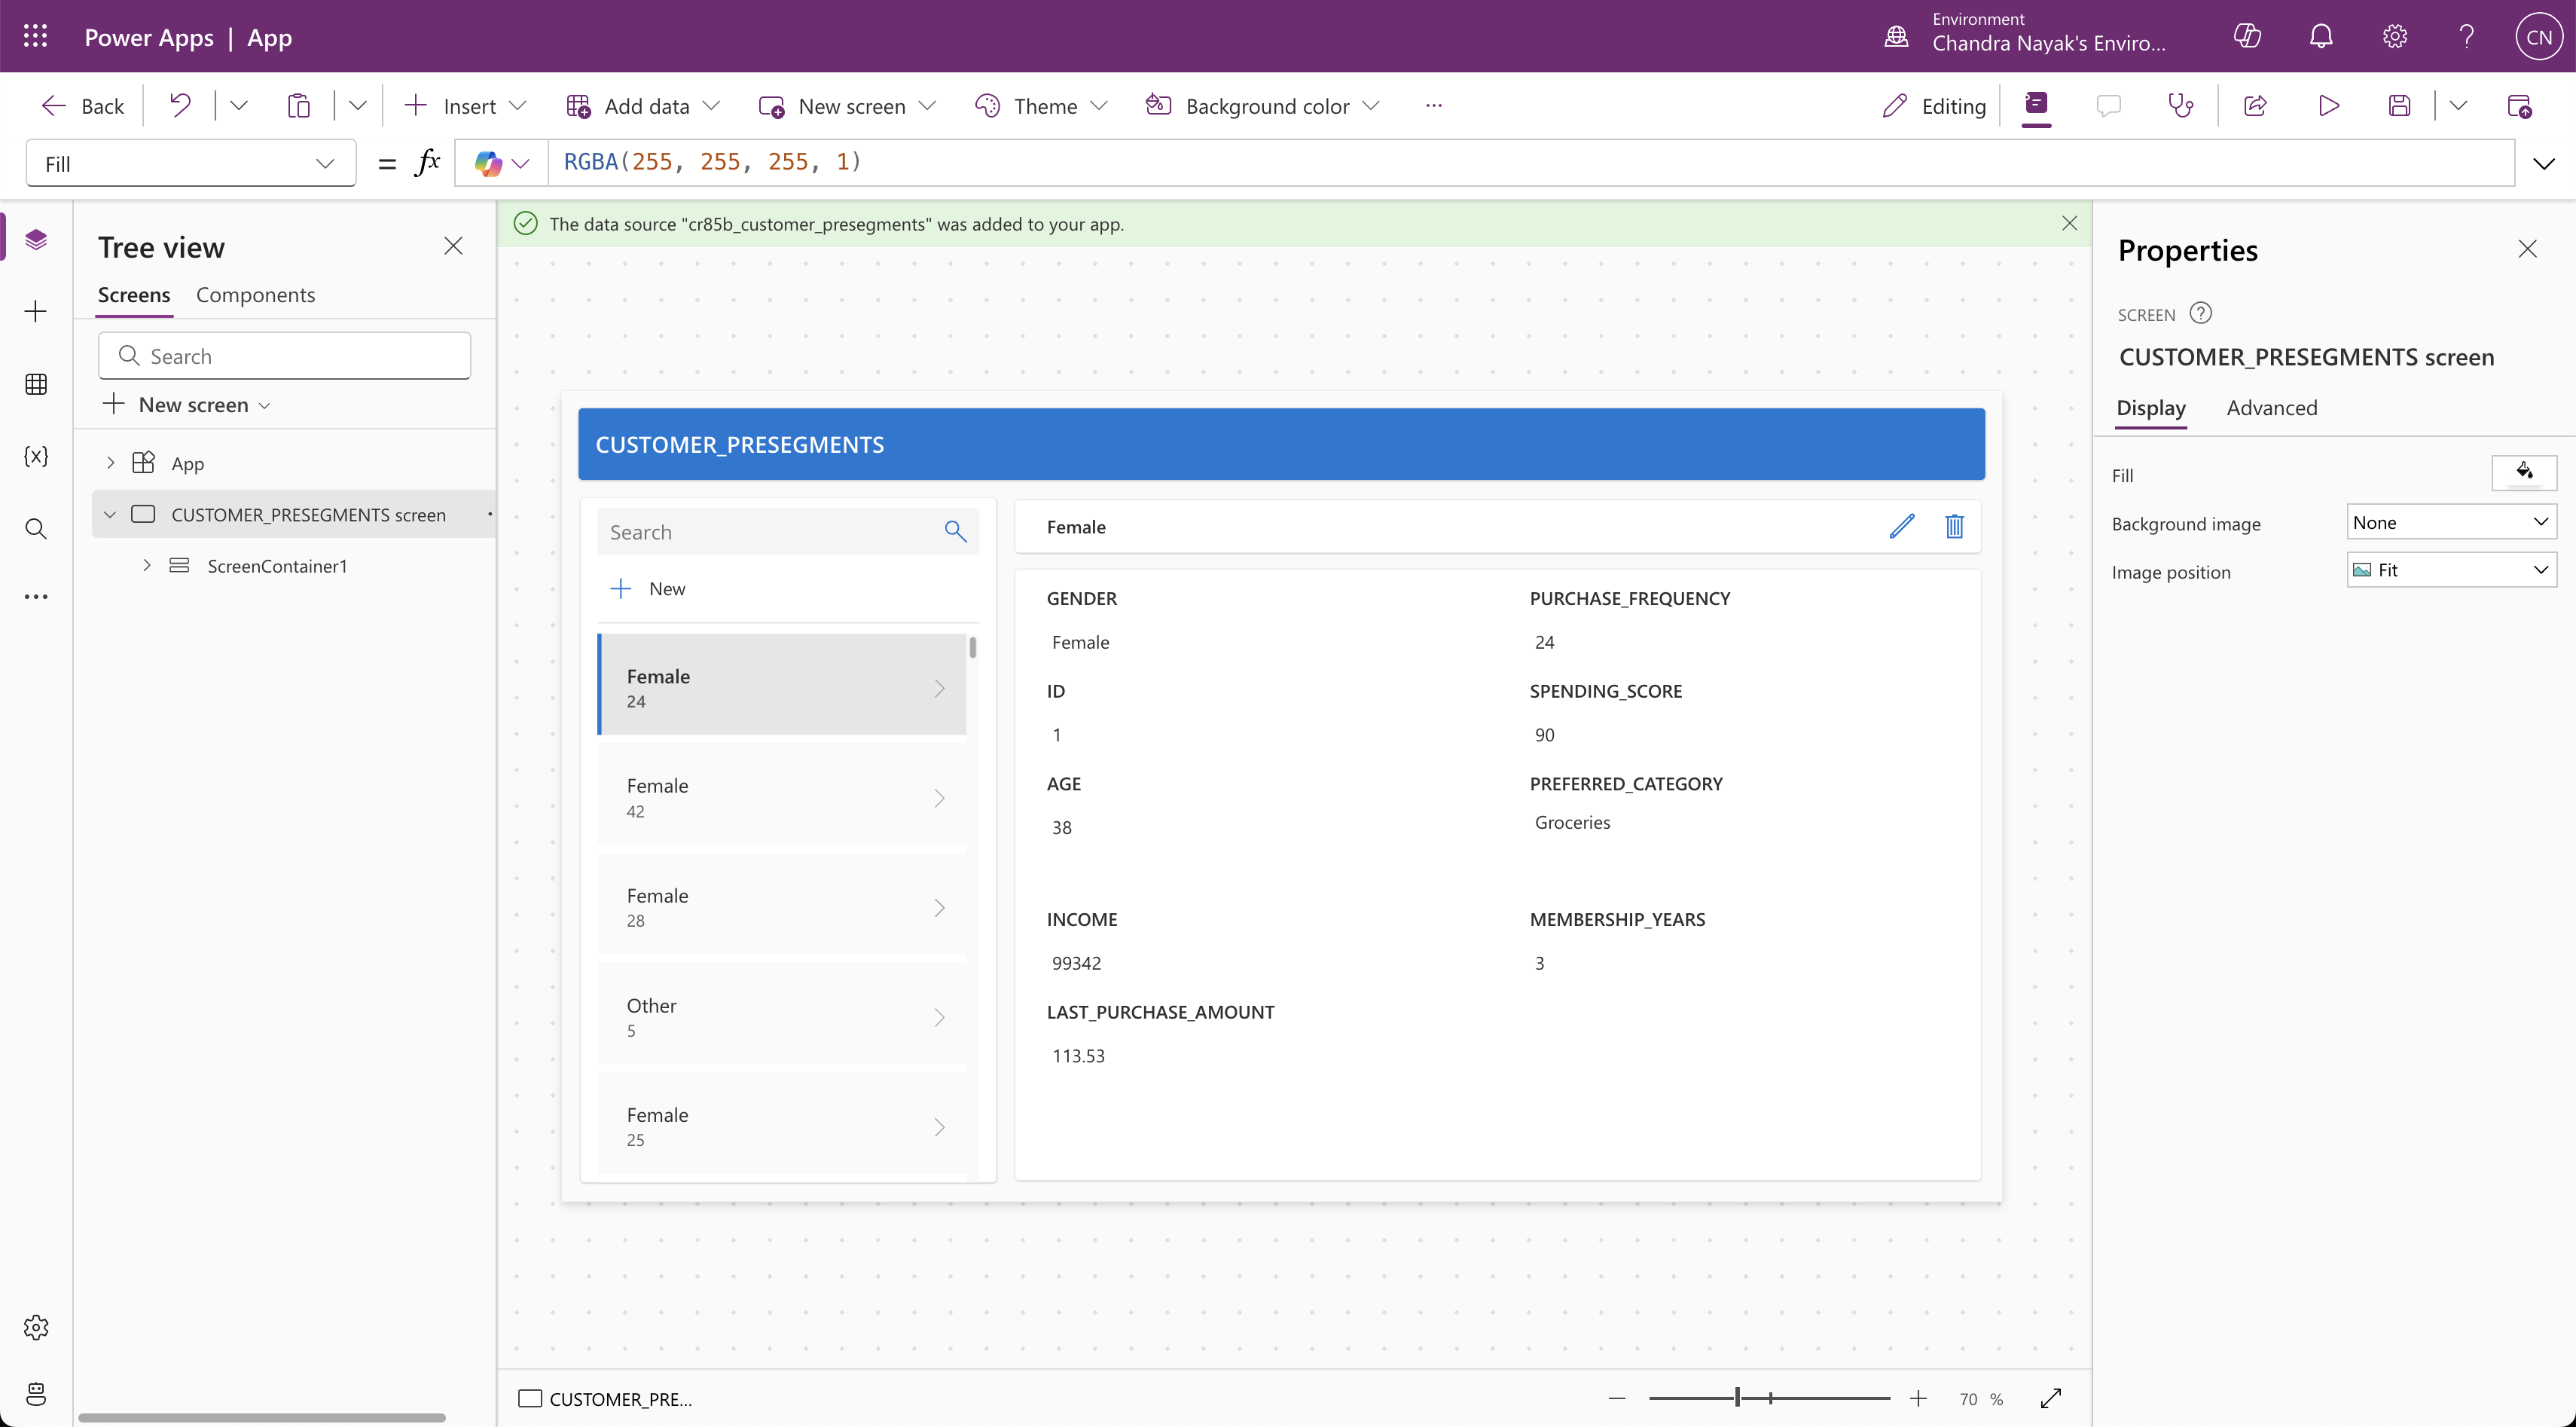 Power Apps | App
Environment
Chandra Nayak's Enviro...
CN
Back
Insert
Add data
New screen
Theme
Background color
Editing
Fill
= fx
RGBA(255, 255, 255, 1)
Tree view
Screens
Components
Search
New screen
App
CUSTOMER_PRESEGMENTS screen
ScreenContainer1
The data source "cr85b_customer_presegments" was added to your app.
CUSTOMER_PRESEGMENTS
Search
New
Female
24
Female
42
Female
28
Other
5
Female
25
Female
GENDER
Female
PURCHASE_FREQUENCY
24
ID
1
SPENDING_SCORE
90
AGE
38
PREFERRED_CATEGORY
Groceries
INCOME
99342
MEMBERSHIP_YEARS
3
LAST_PURCHASE_AMOUNT
113.53
CUSTOMER_PRE...
70 %
Properties
SCREEN
CUSTOMER_PRESEGMENTS screen
Display
Advanced
Fill
Background image
None
Image position
Fit